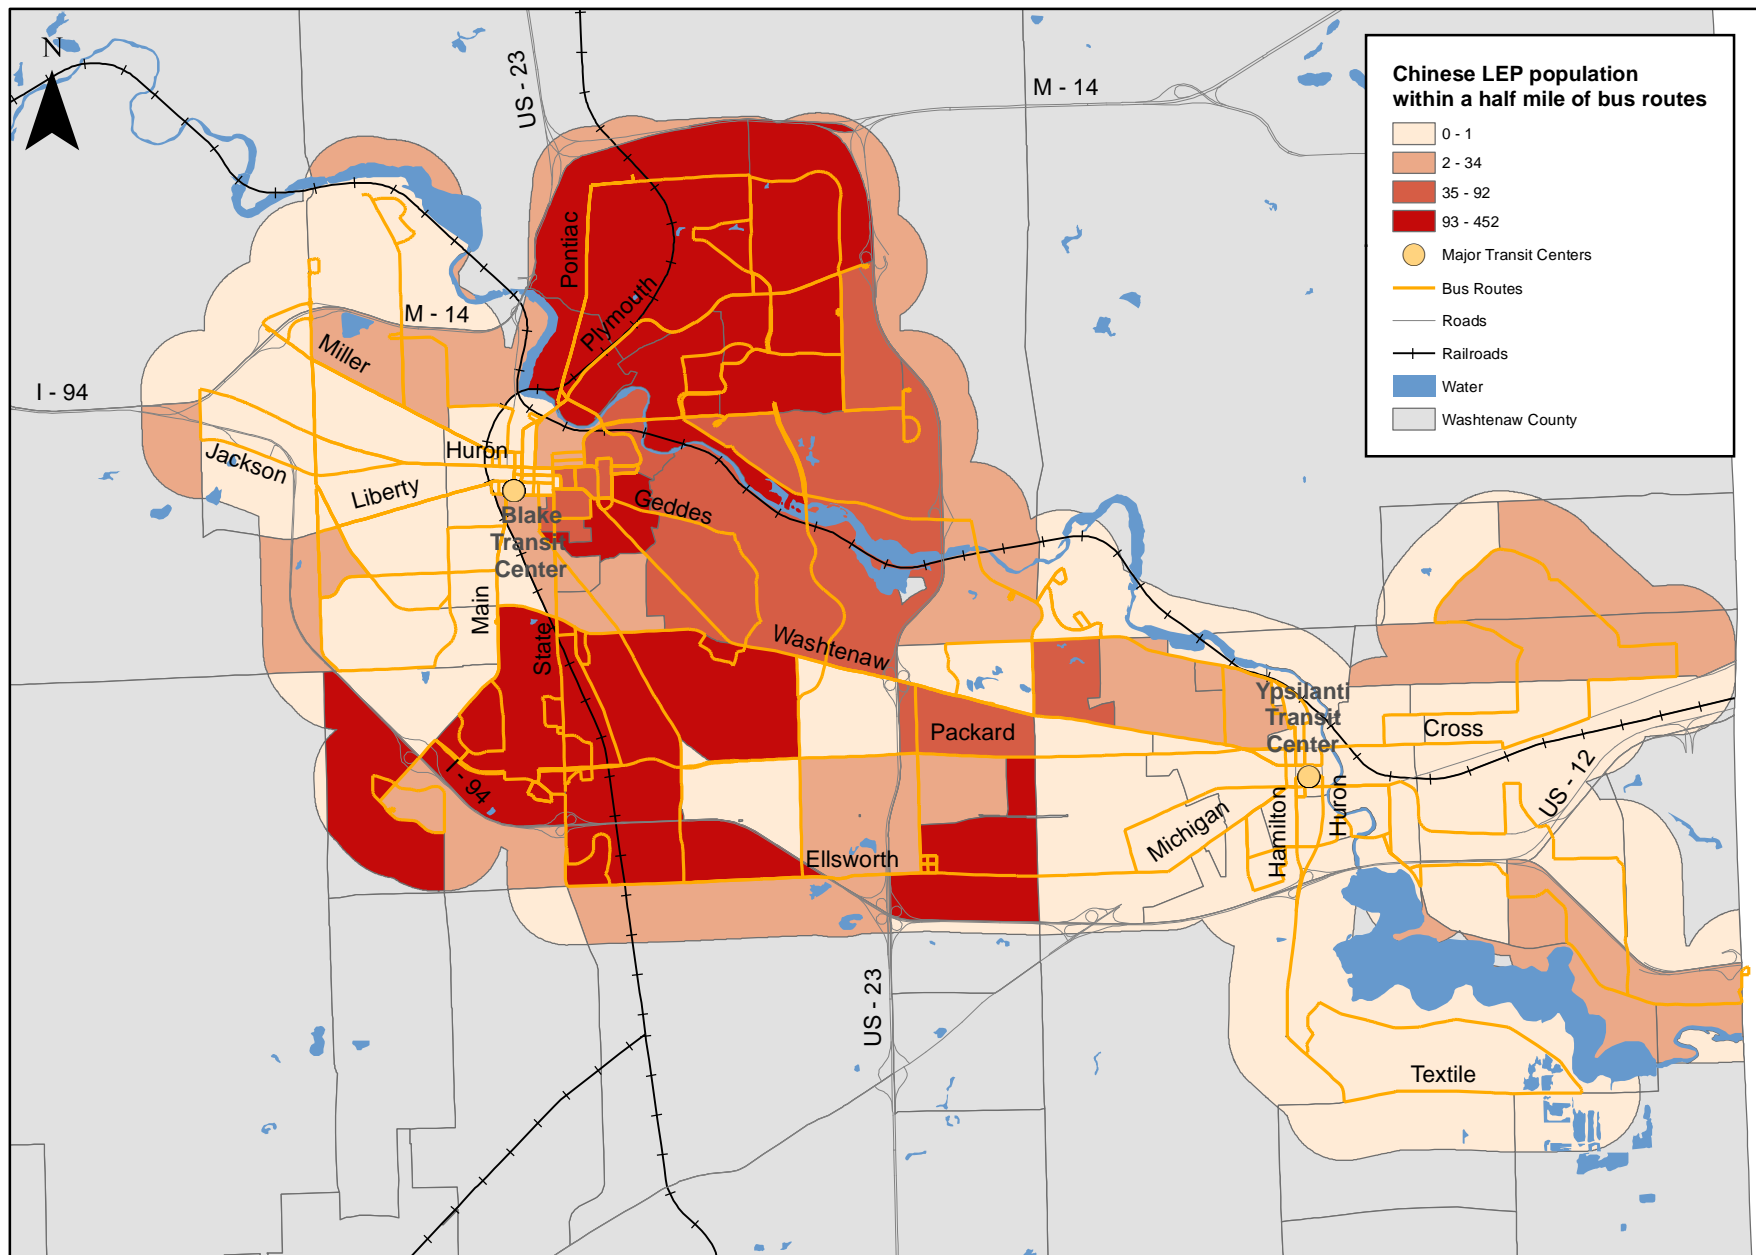 N
US - 23
M - 14
Chinese LEP population
within a half mile of bus routes
0 - 1
2 - 34
35 - 92
93 - 452
Major Transit Centers
Bus Routes
Roads
Railroads
Water
Washtenaw County
Pontiac
Plymouth
M - 14
Miller
I - 94
Huron
Jackson
Liberty
Geddes
Blake
Transit
Center
Main
State
Washtenaw
Ypsilanti
Transit
Center
Packard
Cross
I - 94
US - 12
Michigan
Hamilton
Huron
Ellsworth
US - 23
Textile